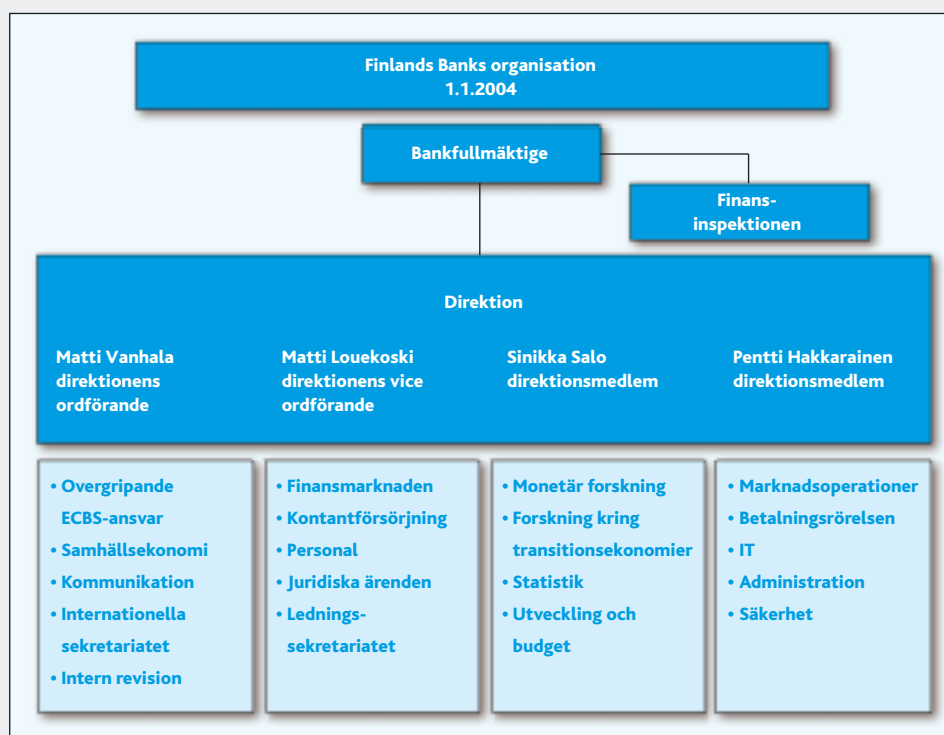 Finlands Banks organisation
1.1.2004
Bankfullmäktige
Finans-
inspektionen
Direktion
Matti Vanhala
direktionens
ordförande
Matti Louekoski
direktionens vice
ordförande
Sinikka Salo
direktionsmedlem
Pentti Hakkarainen
direktionsmedlem
• Overgripande
ECBS-ansvar
• Samhällsekonomi
• Kommunikation
• Internationella
sekretariatet
• Intern revision
• Finansmarknaden
• Kontantförsörjning
• Personal
• Juridiska ärenden
• Lednings-
sekretariatet
• Monetär forskning
• Forskning kring
transitionsekonomier
• Statistik
• Utveckling och
budget
• Marknadsoperationer
• Betalningsrörelsen
• IT
• Administration
• Säkerhet